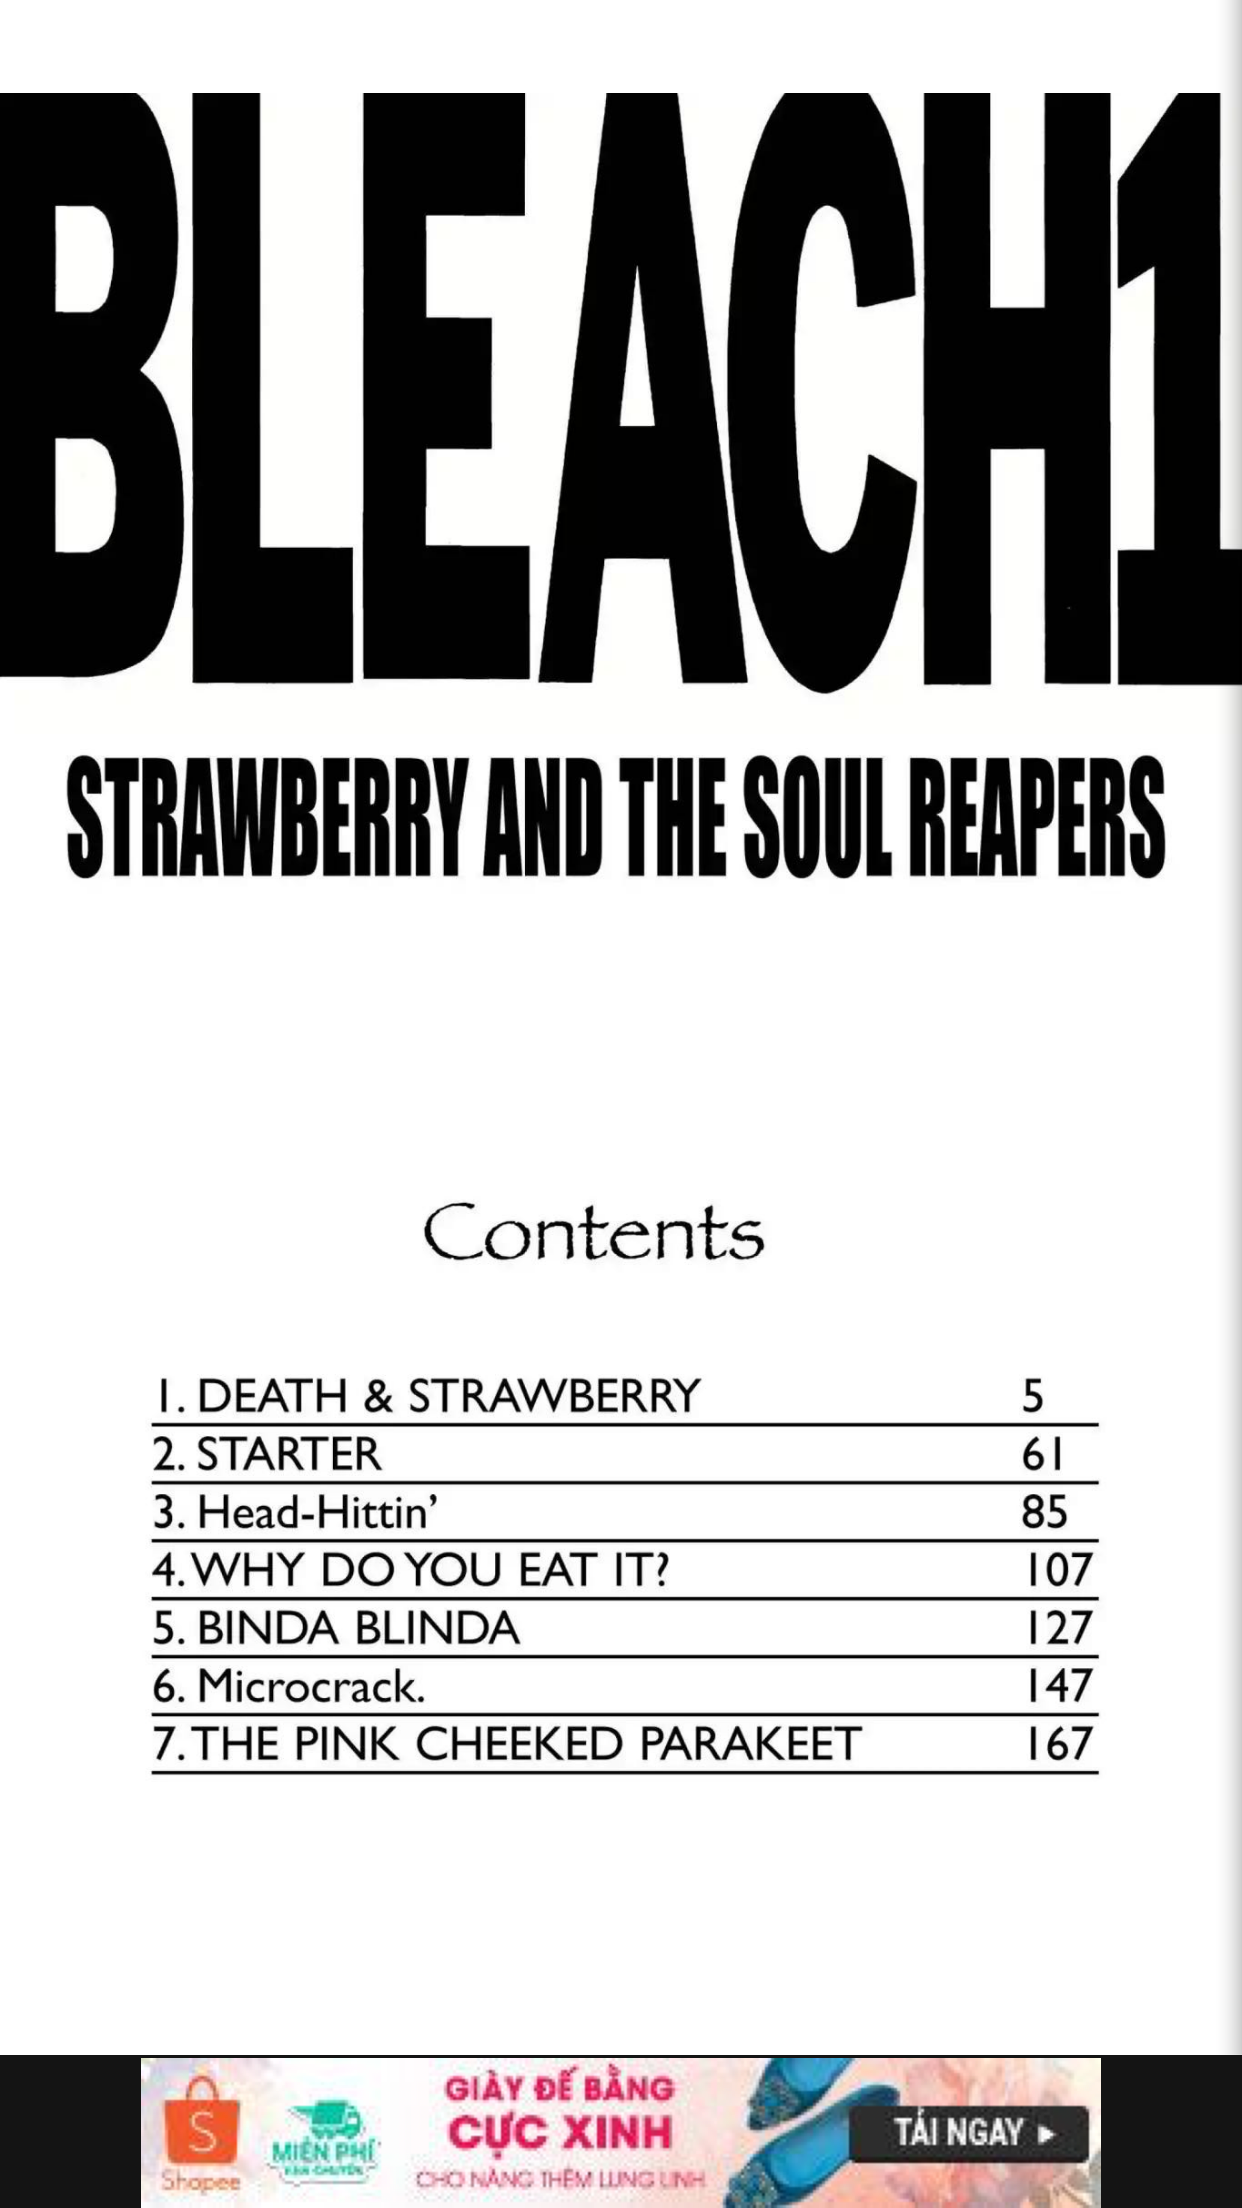 BLEACH1
STRAWBERRY AND THE SOUL REAPERS
Contents
1. DEATH & STRAWBERRY 5
2. STARTER 61
3. Head-Hittin’ 85
4. WHY DO YOU EAT IT? 107
5. BINDA BLINDA 127
6. Microcrack. 147
7. THE PINK CHEEKED PARAKEET 167
GIÀY ĐẾ BẰNG
CỰC XINH
CHO NÀNG THÊM LUNG LINH
S
Shopee
MIỄN PHÍ
VẬN CHUYỂN
TẢI NGAY